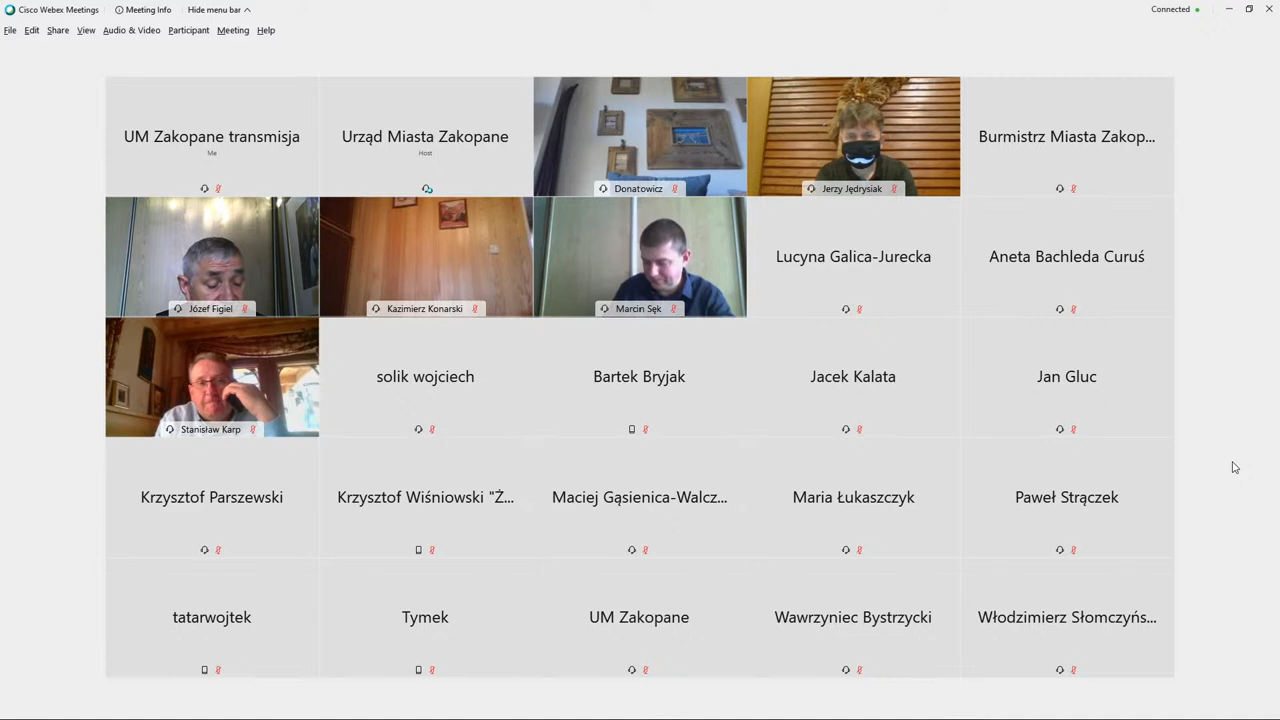 Cisco Webex Meetings
Meeting Info
Hide menu bar
Connected
File Edit Share View Audio & Video Participant Meeting Help
UM Zakopane transmisja
Me
Urząd Miasta Zakopane
Host
Donatowicz
Jerzy Jędrysiak
Burmistrz Miasta Zakop...
Józef Figiel
Kazimierz Konarski
Marcin Sęk
Lucyna Galica-Jurecka
Aneta Bachleda Curuś
Stanisław Karp
solik wojciech
Bartek Bryjak
Jacek Kalata
Jan Gluc
Krzysztof Parszewski
Krzysztof Wiśniowski "Ż...
Maciej Gąsienica-Walcz...
Maria Łukaszczyk
Paweł Strączek
tatarwojtek
Tymek
UM Zakopane
Wawrzyniec Bystrzycki
Włodzimierz Słomczyńs...